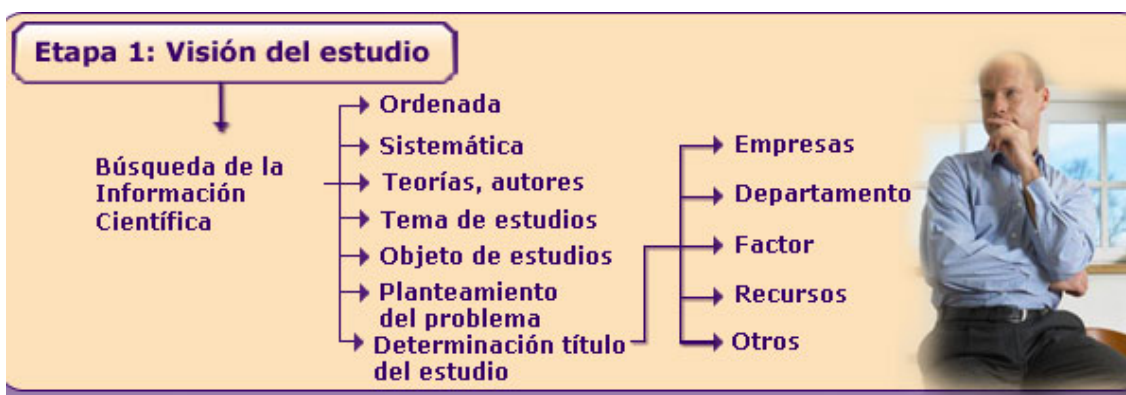 Etapa 1: Visión del estudio
Búsqueda de la
Información
Científica
Ordenada
Sistemática
Teorías, autores
Tema de estudios
Objeto de estudios
Planteamiento
del problema
Determinación título
del estudio
Empresas
Departamento
Factor
Recursos
Otros